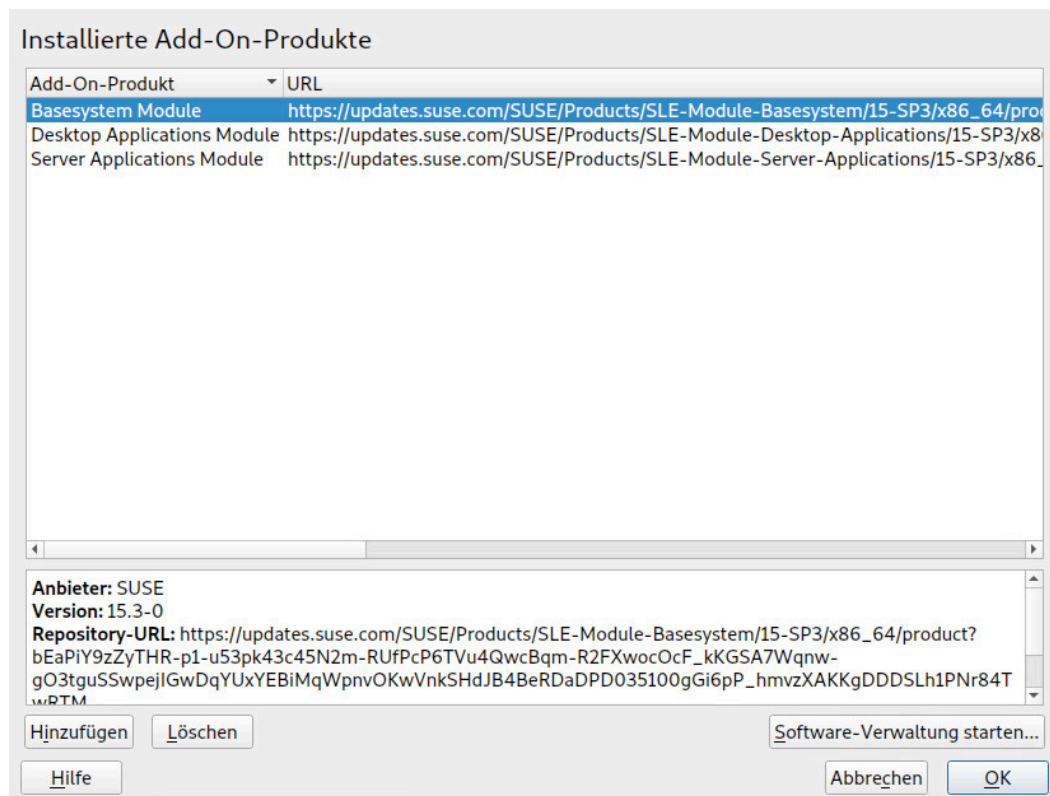 Installierte Add-On-Produkte
Add-On-Produkt URL
Basesystem Module https://updates.suse.com/SUSE/Products/SLE-Module-Basesystem/15-SP3/x86_64/prod
Desktop Applications Module https://updates.suse.com/SUSE/Products/SLE-Module-Desktop-Applications/15-SP3/x8
Server Applications Module https://updates.suse.com/SUSE/Products/SLE-Module-Server-Applications/15-SP3/x86_
Anbieter: SUSE
Version: 15.3-0
Repository-URL: https://updates.suse.com/SUSE/Products/SLE-Module-Basesystem/15-SP3/x86_64/product?
bEaPiY9zZyTHR-p1-u53pk43c45N2m-RUfPcP6TVu4QwcBqm-R2FXwocOcF_kKGSA7Wqnw-
gO3tguSSwpejIGwDqYUxYEBiMqWpnvOKwVnkSHdJB4BeRDaDPD035100gGi6pP_hmvzXAKKgDDDSLh1PNr84T
wRTM
Hinzufügen Löschen Software-Verwaltung starten...
Hilfe Abbrechen OK